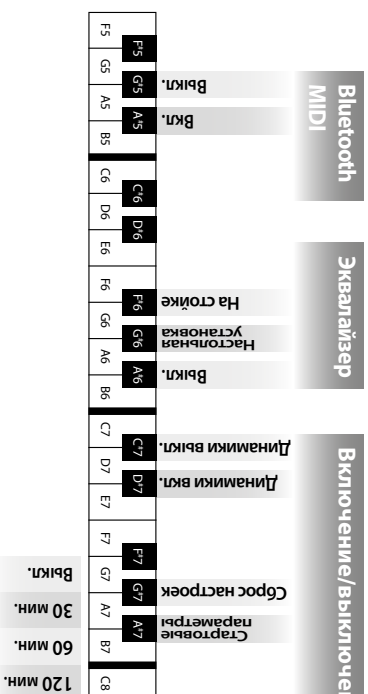 Bluetooth
MIDI
Эквалайзер
Включение/выключе
Выкл.
Вкл.
На стойке
Настольная
установка
Выкл.
Динамики выкл.
Динамики вкл.
Сброс настроек
Стартовые
параметры
F#5
G#5
A#5
C#6
D#6
F#6
G#6
A#6
C#7
D#7
F#7
G#7
A#7
F5
G5
A5
B5
C6
D6
E6
F6
G6
A6
B6
C7
D7
E7
F7
G7
A7
B7
C8
Выкл.
30 мин.
60 мин.
120 мин.